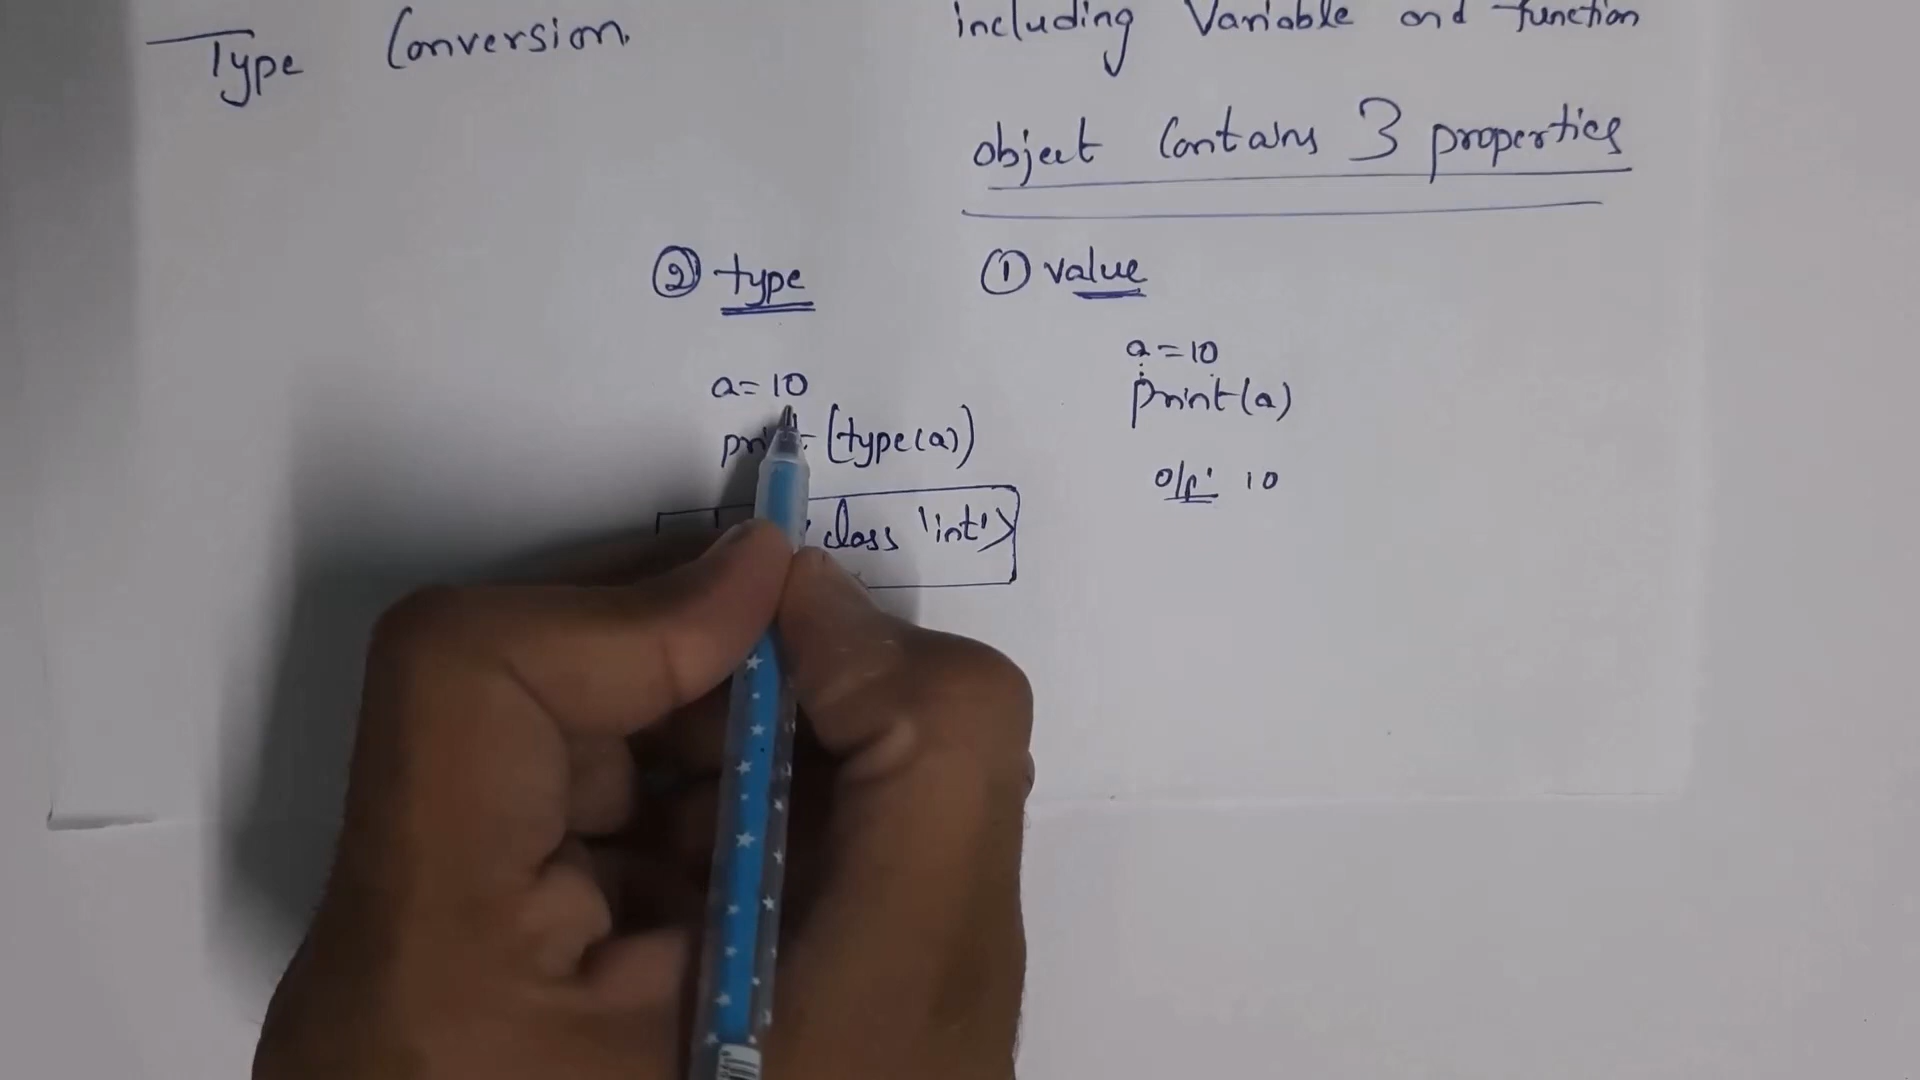 Type Conversion.
including Variable and function
object Contains 3 properties
② type
a = 10
(type(a))
class 'int'>
① value
a = 10
print(a)
o/p: 10